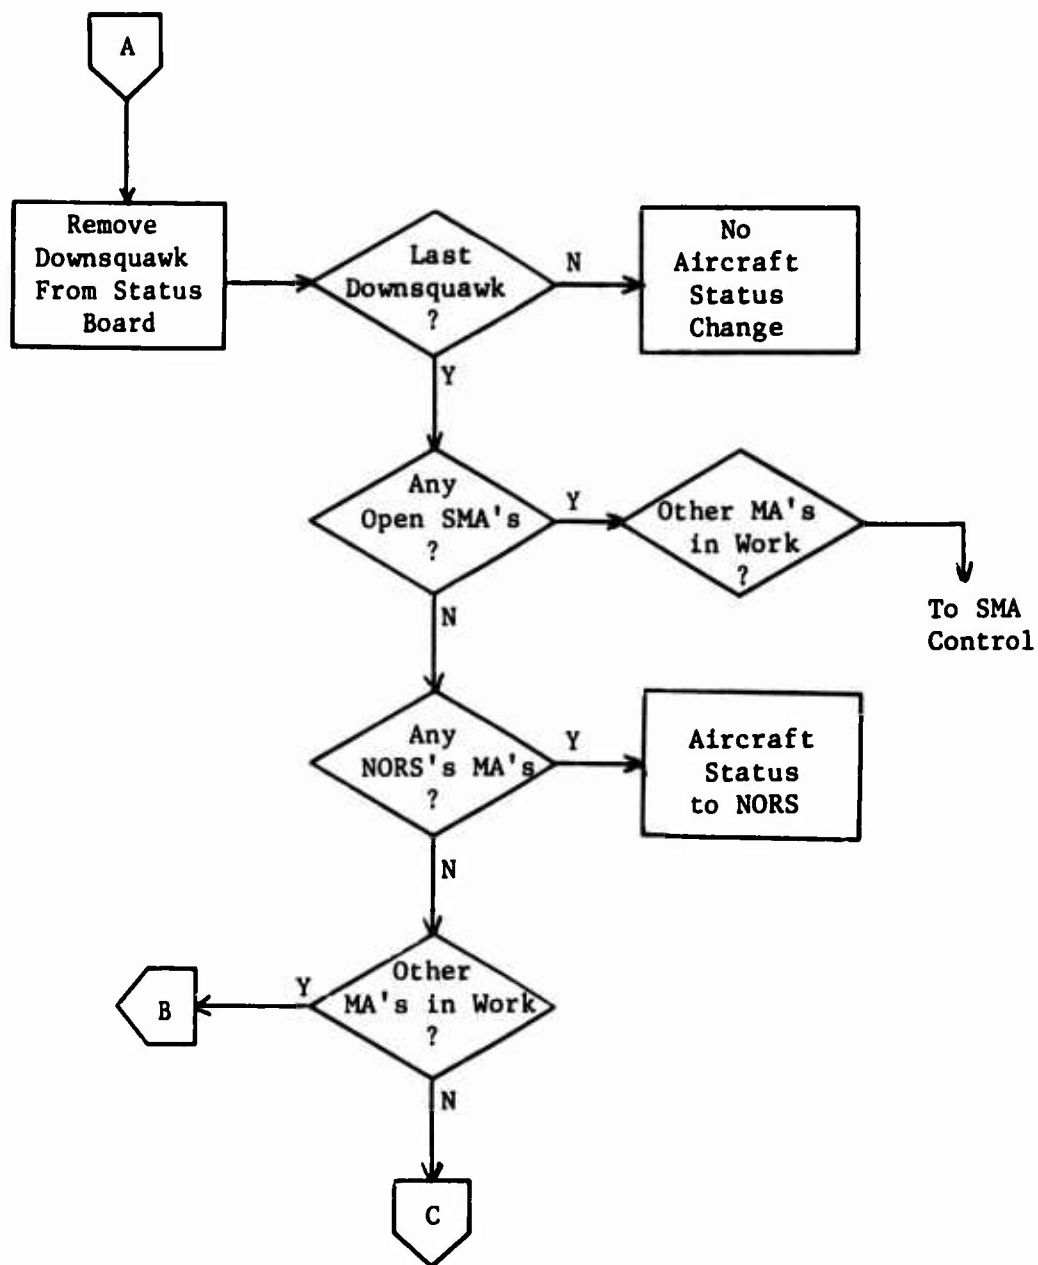 A
Remove
Downsquawk
From Status
Board
Last
Downsquawk
?
N
No
Aircraft
Status
Change
Y
Any
Open SMA's
?
Y
Other MA's
in Work
?
To SMA
Control
N
Any
NORS's MA's
?
Y
Aircraft
Status
to NORS
N
Other
MA's in Work
?
Y
B
N
C